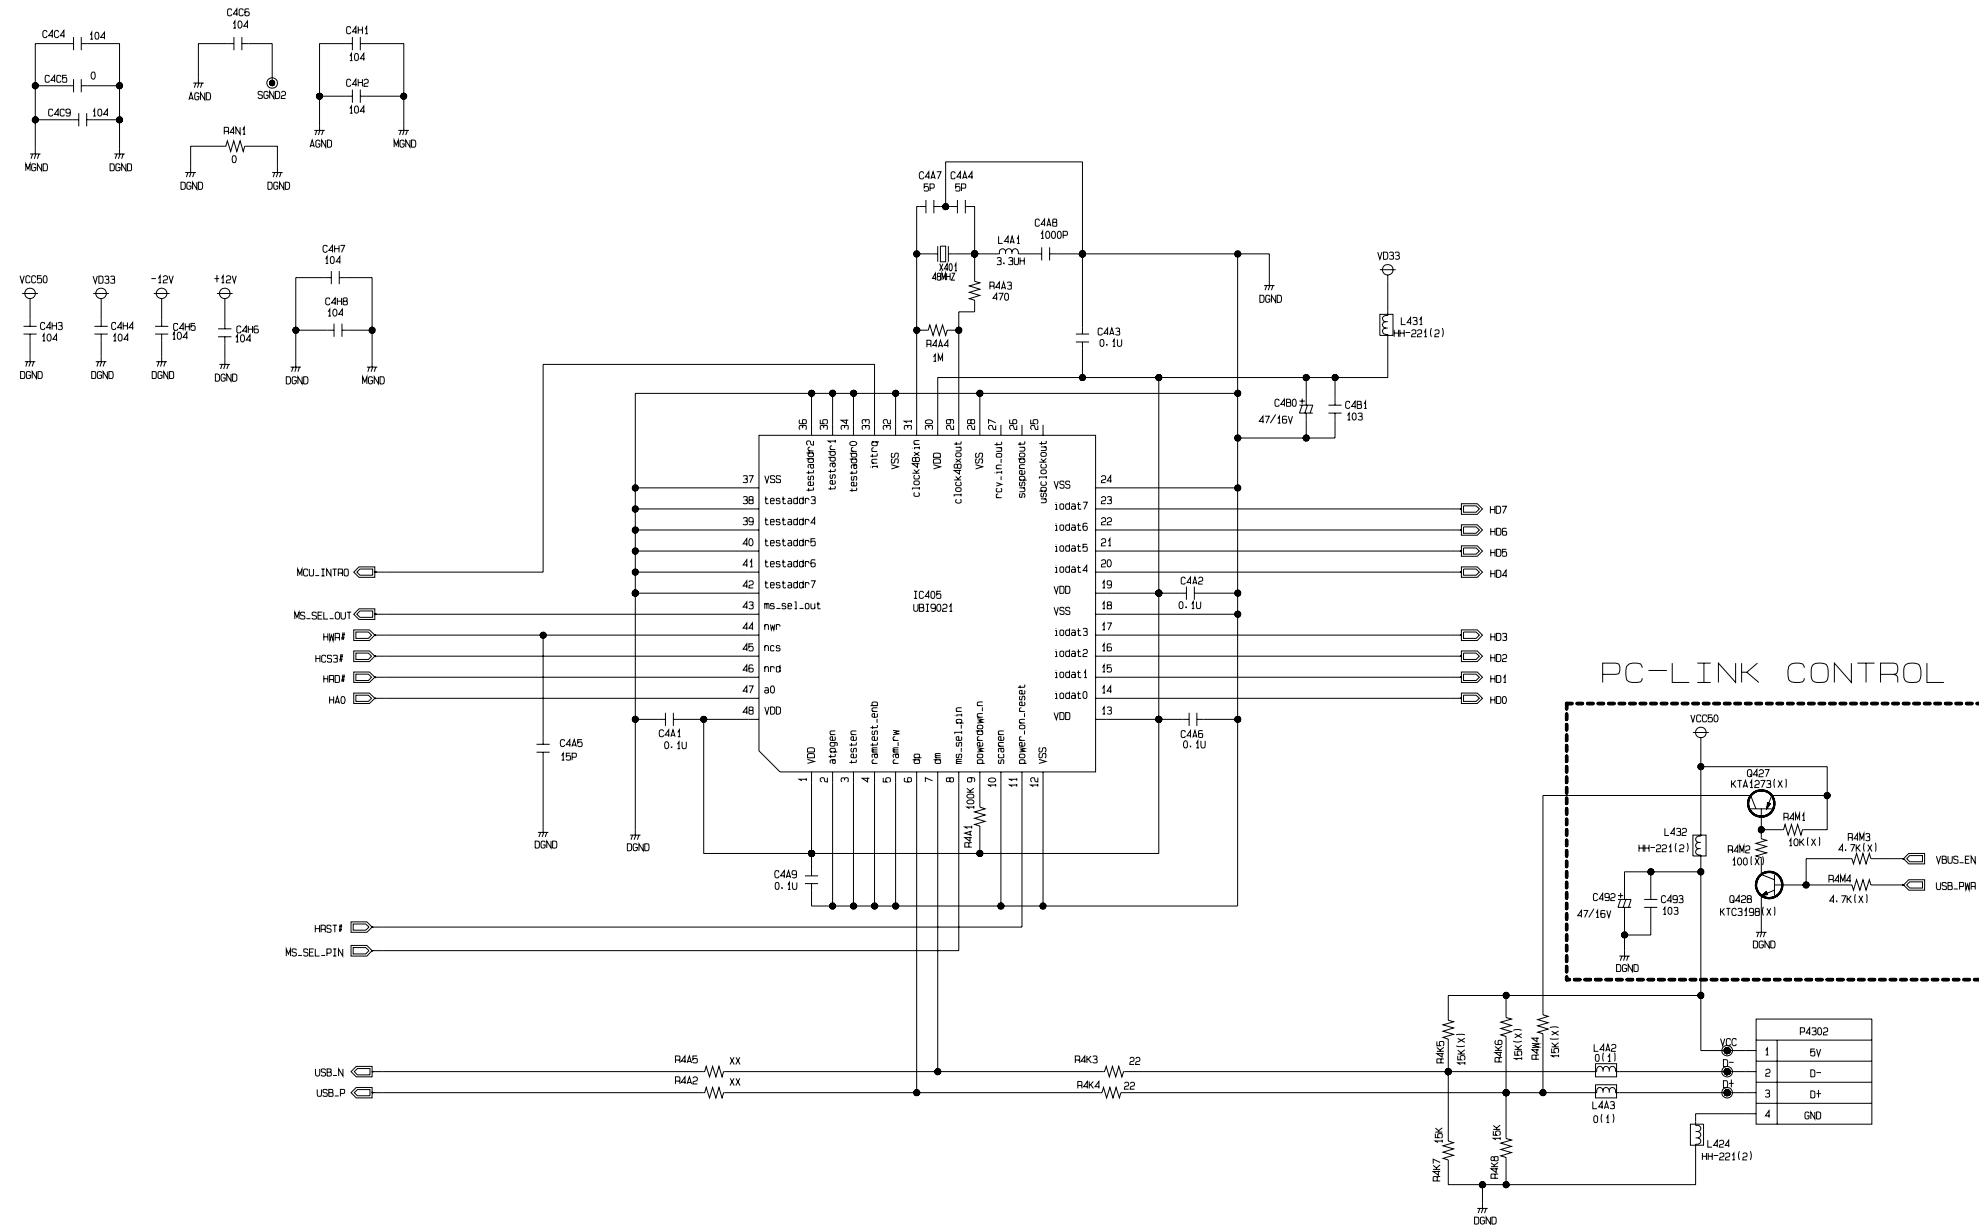 C4C4 104
C4C5 0
C4C9 104
MGND DGND
C4C6
104
AGND SGND2
R4N1
0
DGND DGND
C4H1
104
C4H2
104
AGND MGND
VCC50 VD33 -12V +12V
C4H3
104
C4H4
104
C4H5
104
C4H6
104
DGND DGND DGND DGND
C4H7
104
C4H8
104
DGND MGND
C4A7 C4A4
5P 5P
L4A1
3.3UH
C4A8
1000P
X401
48MHZ
R4A3
470
R4A4
1M
C4A3
0.1U
DGND
VD33
L431
HH-221(2)
C4B0 +
47/16V
C4B1
103
36 35 34 33 32 31 30 29 28 27 26 25
testaddr2
testaddr1
testaddr0
intrq
VSS
clock48xin
VDD
clock48xout
VSS
rcv_in_out
suspendout
usbclockout
37 VSS
38 testaddr3
39 testaddr4
40 testaddr5
41 testaddr6
42 testaddr7
43 ms_sel_out
44 nwr
45 ncs
46 nrd
47 a0
48 VDD
IC405
UBI9021
VSS 24
iodat7 23
iodat6 22
iodat5 21
iodat4 20
VDD 19
VSS 18
iodat3 17
iodat2 16
iodat1 15
iodat0 14
VDD 13
VDD
atpgen
testen
ramtest_enb
ram_rw
dp
dm
ms_sel_pin
powerdown_n
scanen
power_on_reset
VSS
1 2 3 4 5 6 7 8 9 10 11 12
MCU_INTR0
MS_SEL_OUT
HWR#
HCS3#
HRD#
HA0
HD7
HD6
HD5
HD4
HD3
HD2
HD1
HD0
C4A2
0.1U
C4A6
0.1U
C4A1
0.1U
C4A5
15P
DGND
DGND
R4A1 100K
C4A9
0.1U
HRST#
MS_SEL_PIN
USB_N
USB_P
R4A5 XX
R4A2 XX
R4K3 22
R4K4 22
PC-LINK CONTROL
VCC50
Q427
KTA1273(X)
R4M1
10K(X)
L432
HH-221(2)
R4M2
100(X)
R4M3
4.7K(X)
R4M4
4.7K(X)
VBUS_EN
USB_PWR
Q428
KTC3198(X)
DGND
C492 +
47/16V
C493
103
DGND
R4K5 15K(X)
R4K6 15K(X)
R4W4 15K(X)
L4A2
0(1)
L4A3
0(1)
VCC
D-
D+
P4302
1 5V
2 D-
3 D+
4 GND
R4K7 15K
R4K8 15K
L424
HH-221(2)
DGND